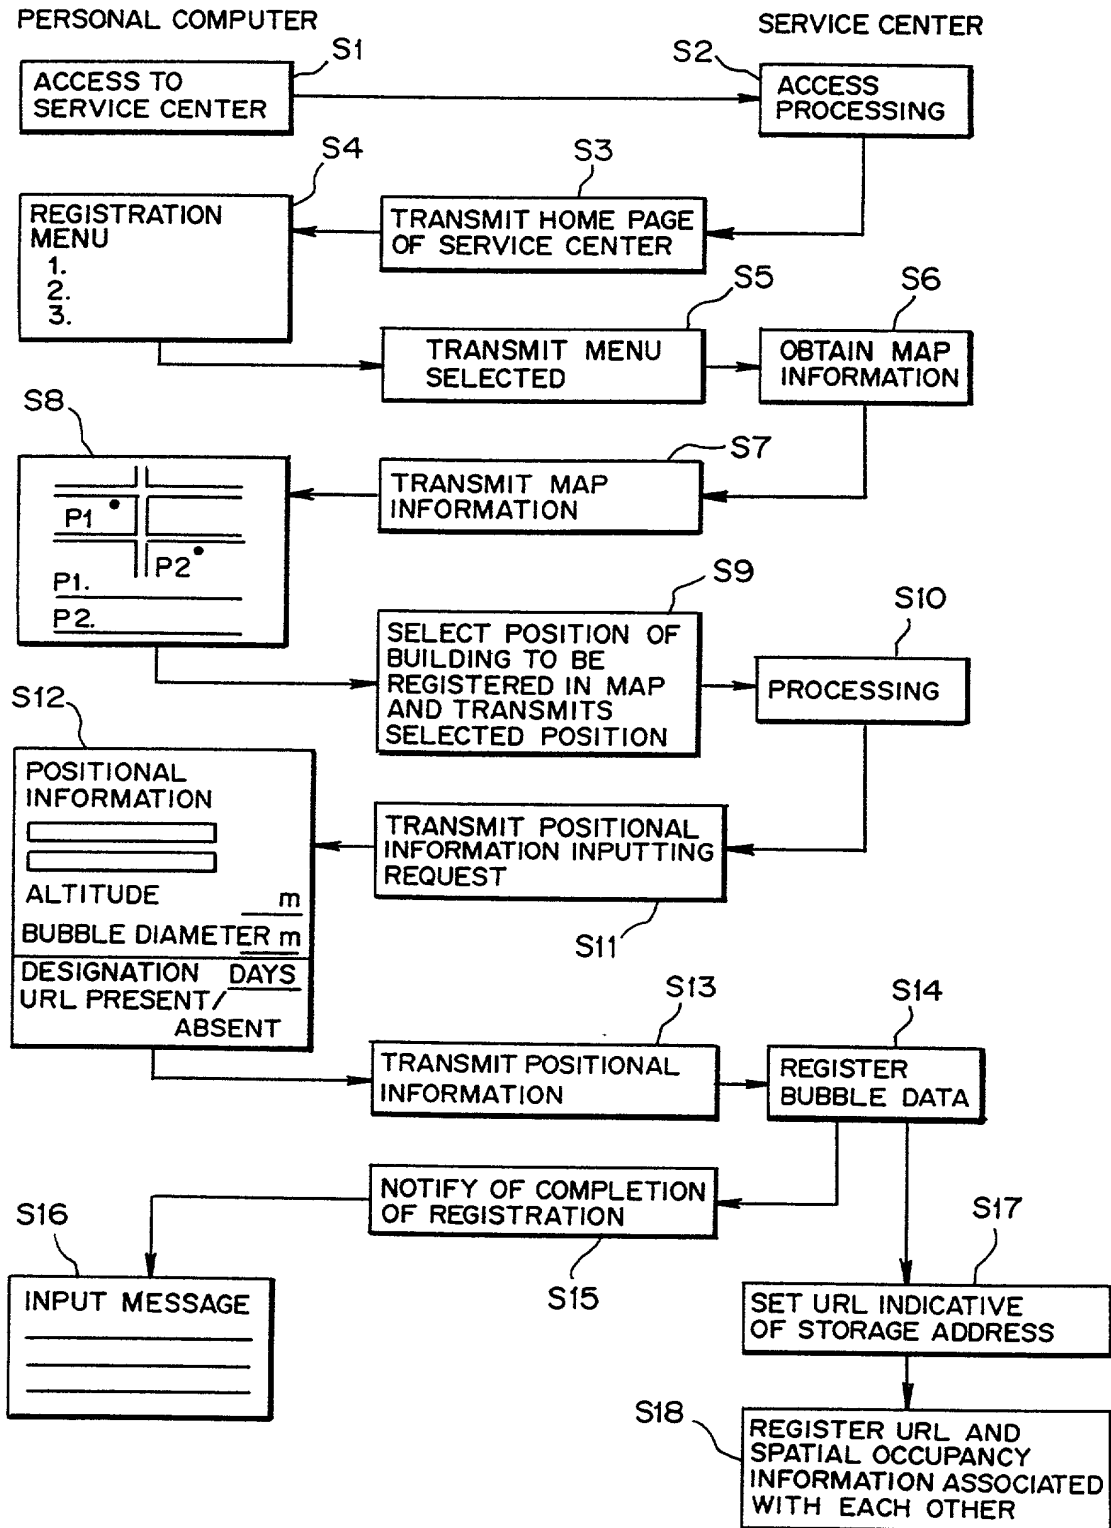 PERSONAL COMPUTER
SERVICE CENTER
S1
ACCESS TO
SERVICE CENTER
S2
ACCESS
PROCESSING
S3
TRANSMIT HOME PAGE
OF SERVICE CENTER
S4
REGISTRATION
MENU
1.
2.
3.
S5
TRANSMIT MENU
SELECTED
S6
OBTAIN MAP
INFORMATION
S7
TRANSMIT MAP
INFORMATION
S8
P1
P2
P1.
P2.
S9
SELECT POSITION OF
BUILDING TO BE
REGISTERED IN MAP
AND TRANSMITS
SELECTED POSITION
S10
PROCESSING
S11
TRANSMIT POSITIONAL
INFORMATION INPUTTING
REQUEST
S12
POSITIONAL
INFORMATION
ALTITUDE m
BUBBLE DIAMETER m
DESIGNATION DAYS
URL PRESENT/
ABSENT
S13
TRANSMIT POSITIONAL
INFORMATION
S14
REGISTER
BUBBLE DATA
S15
NOTIFY OF COMPLETION
OF REGISTRATION
S16
INPUT MESSAGE
S17
SET URL INDICATIVE
OF STORAGE ADDRESS
S18
REGISTER URL AND
SPATIAL OCCUPANCY
INFORMATION ASSOCIATED
WITH EACH OTHER